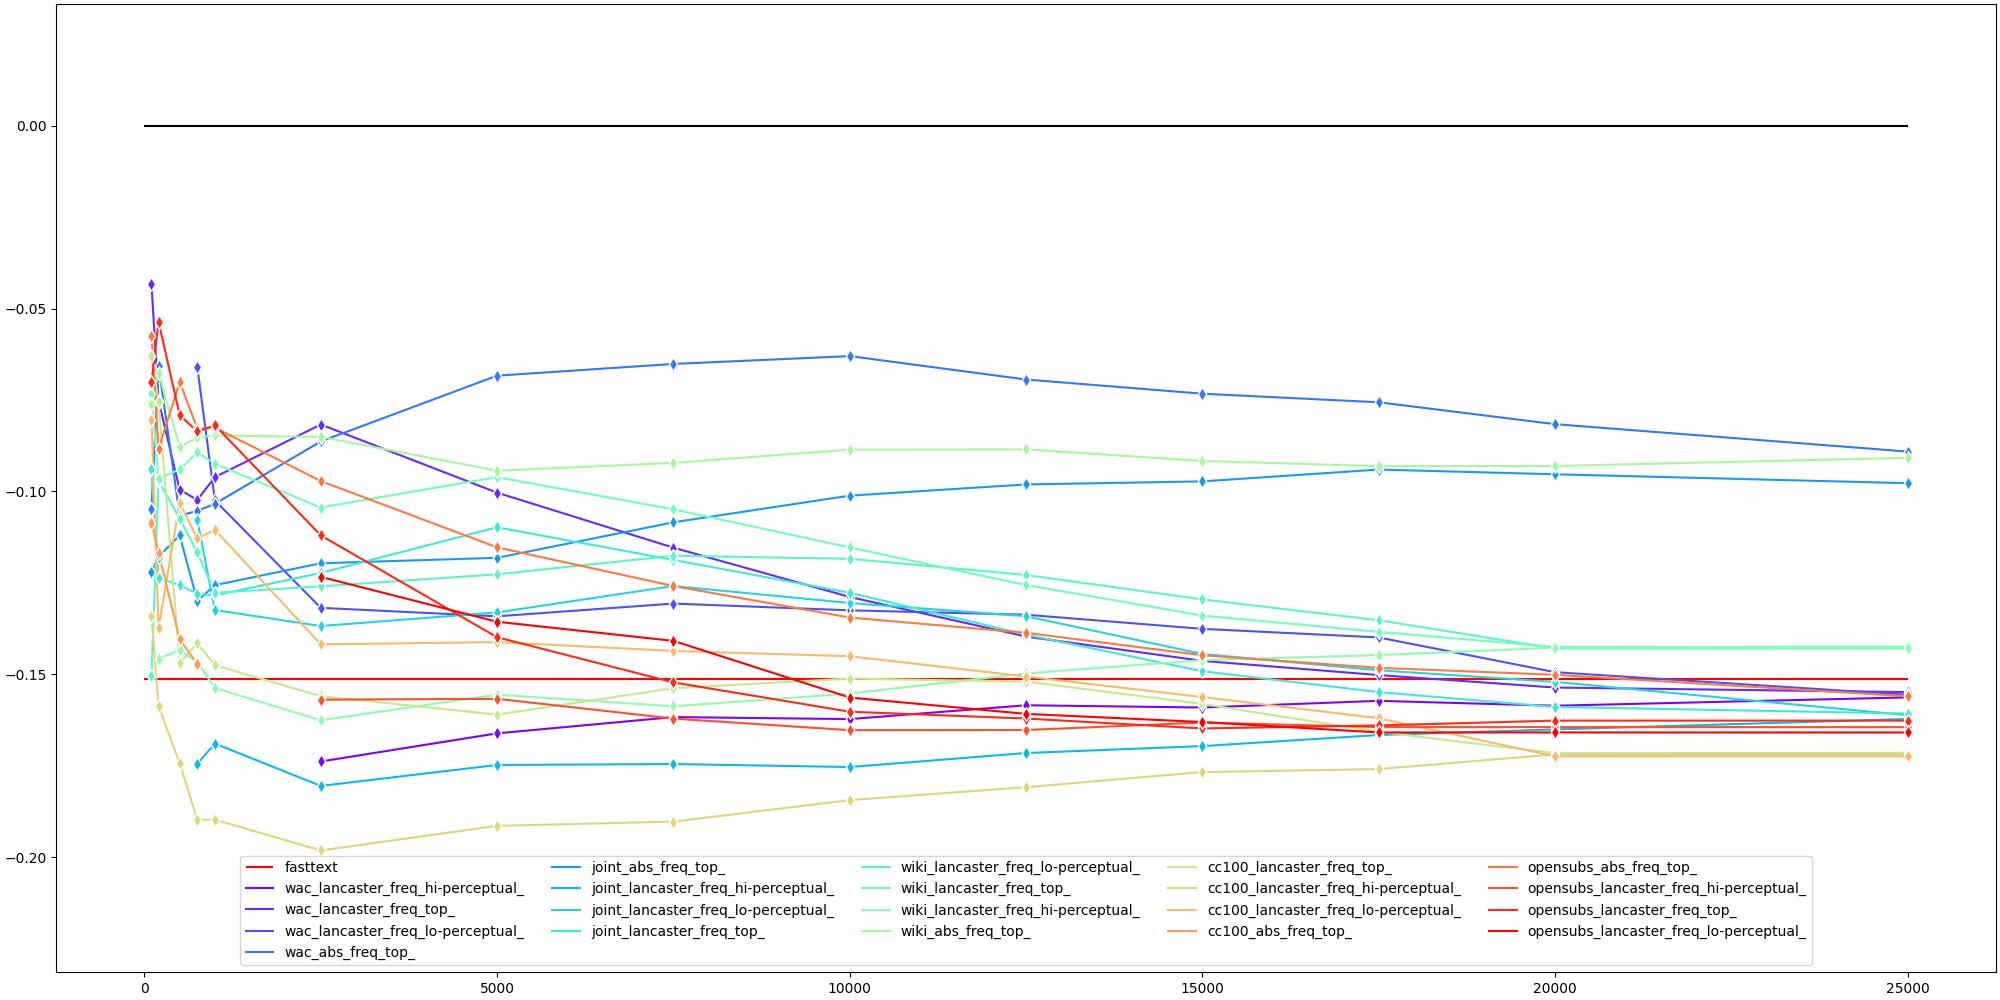 0.00
−0.05
−0.10
−0.15
−0.20
fasttext
wac_lancaster_freq_hi-perceptual_
wac_lancaster_freq_top_
wac_lancaster_freq_lo-perceptual_
wac_abs_freq_top_
joint_abs_freq_top_
joint_lancaster_freq_hi-perceptual_
joint_lancaster_freq_lo-perceptual_
joint_lancaster_freq_top_
wiki_lancaster_freq_lo-perceptual_
wiki_lancaster_freq_top_
wiki_lancaster_freq_hi-perceptual_
wiki_abs_freq_top_
cc100_lancaster_freq_top_
cc100_lancaster_freq_hi-perceptual_
cc100_lancaster_freq_lo-perceptual_
cc100_abs_freq_top_
opensubs_abs_freq_top_
opensubs_lancaster_freq_hi-perceptual_
opensubs_lancaster_freq_top_
opensubs_lancaster_freq_lo-perceptual_
0
5000
10000
15000
20000
25000